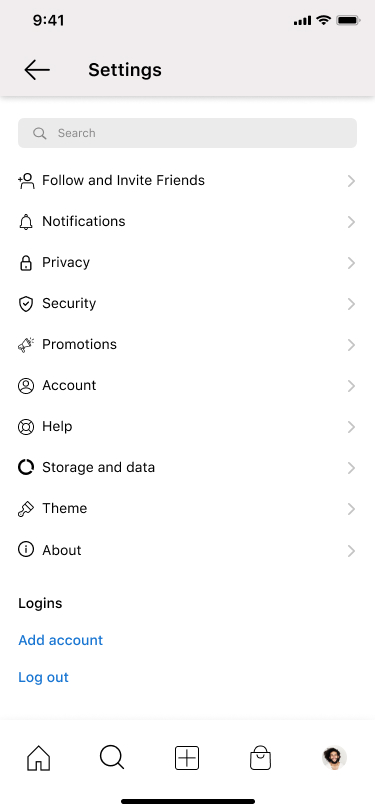 9:41
Settings
Search
Follow and Invite Friends
Notifications
Privacy
Security
Promotions
Account
Help
Storage and data
Theme
About
Logins
Add account
Log out